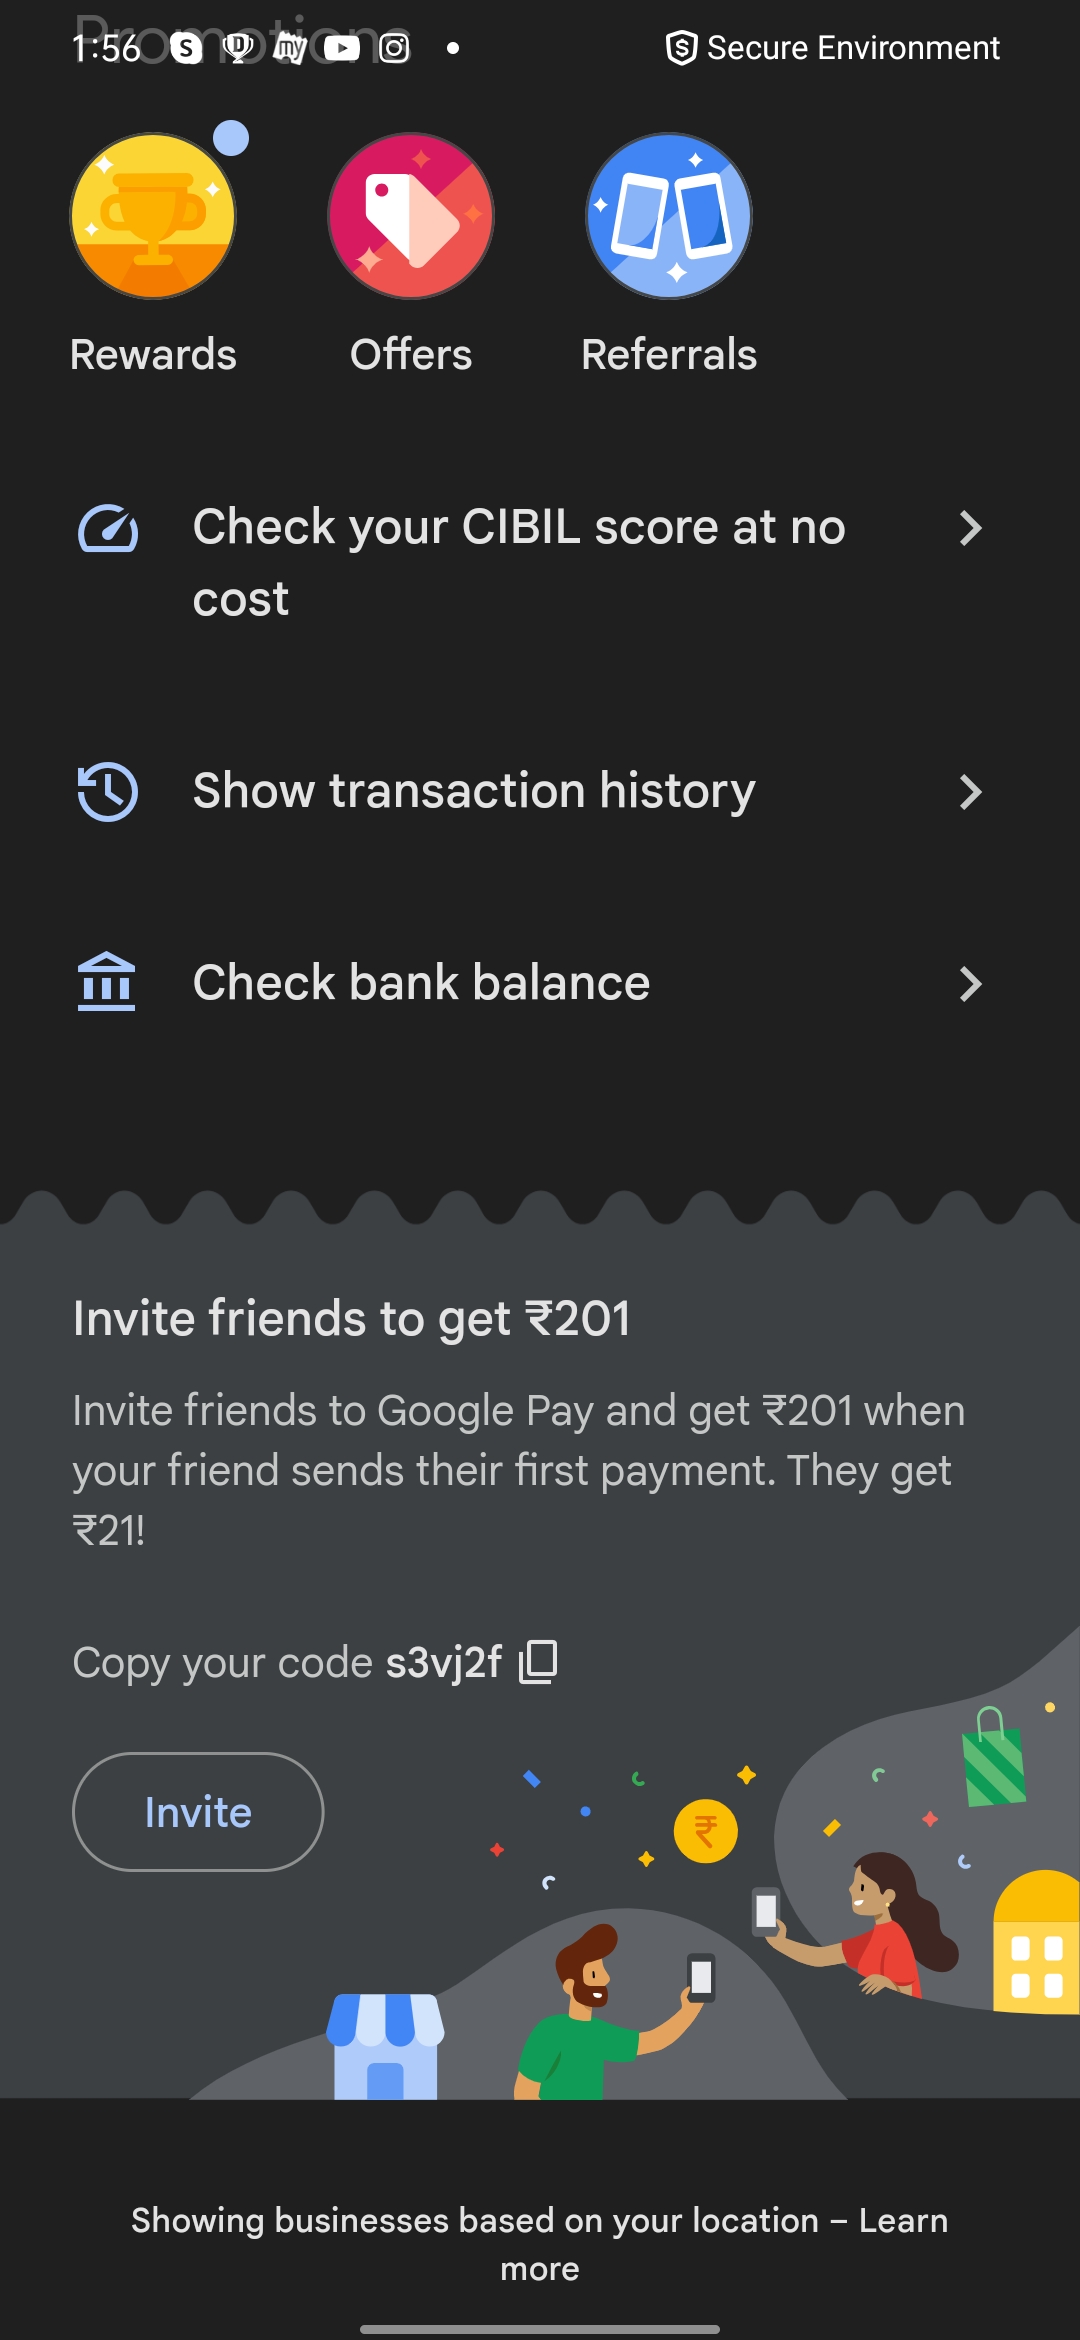 Promotions
1:56 Secure Environment
Rewards Offers Referrals
Check your CIBIL score at no
cost
Show transaction history
Check bank balance
Invite friends to get ₹201
Invite friends to Google Pay and get ₹201 when
your friend sends their first payment. They get
₹21!
Copy your code s3vj2f
Invite
₹
Showing businesses based on your location – Learn
more